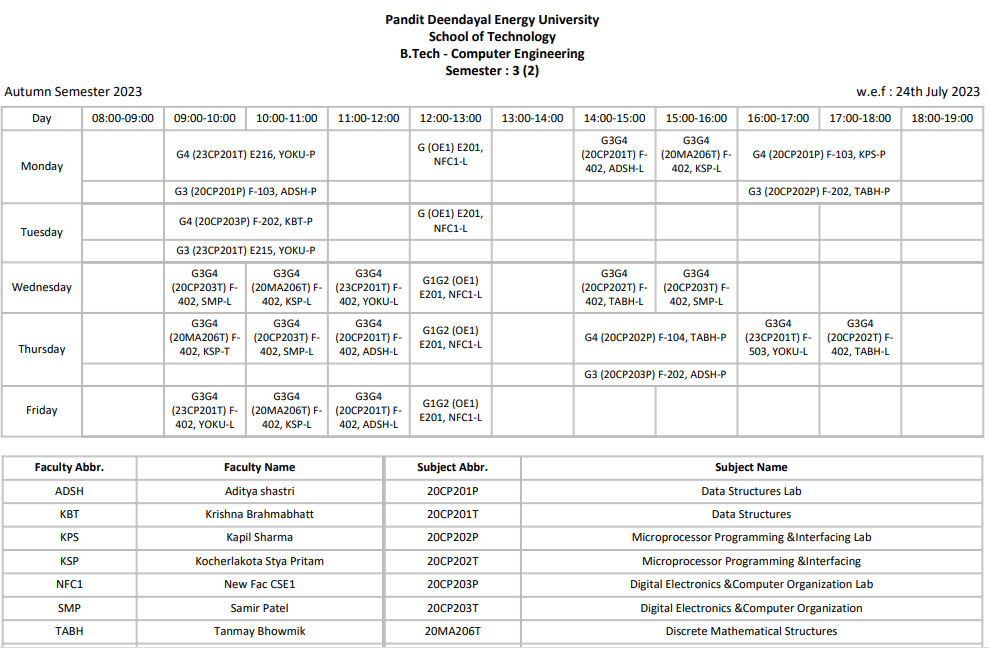 Pandit Deendayal Energy University
School of Technology
B.Tech - Computer Engineering
Semester : 3 (2)
Autumn Semester 2023
w.e.f : 24th July 2023
Day 08:00-09:00 09:00-10:00 10:00-11:00 11:00-12:00 12:00-13:00 13:00-14:00 14:00-15:00 15:00-16:00 16:00-17:00 17:00-18:00 18:00-19:00
Monday
G4 (23CP201T) E216, YOKU-P
G (OE1) E201,
NFC1-L
G3G4
(20CP201T) F-
402, ADSH-L
G3G4
(20MA206T) F-
402, KSP-L
G4 (20CP201P) F-103, KPS-P
G3 (20CP201P) F-103, ADSH-P
G3 (20CP202P) F-202, TABH-P
Tuesday
G4 (20CP203P) F-202, KBT-P
G (OE1) E201,
NFC1-L
G3 (23CP201T) E215, YOKU-P
Wednesday
G3G4
(20CP203T) F-
402, SMP-L
G3G4
(20MA206T) F-
402, KSP-L
G3G4
(23CP201T) F-
402, YOKU-L
G1G2 (OE1)
E201, NFC1-L
G3G4
(20CP202T) F-
402, TABH-L
G3G4
(20CP203T) F-
402, SMP-L
Thursday
G3G4
(20MA206T) F-
402, KSP-T
G3G4
(20CP203T) F-
402, SMP-L
G3G4
(20CP201T) F-
402, ADSH-L
G1G2 (OE1)
E201, NFC1-L
G4 (20CP202P) F-104, TABH-P
G3G4
(23CP201T) F-
503, YOKU-L
G3G4
(20CP202T) F-
402, TABH-L
G3 (20CP203P) F-202, ADSH-P
Friday
G3G4
(23CP201T) F-
402, YOKU-L
G3G4
(20MA206T) F-
402, KSP-L
G3G4
(20CP201T) F-
402, ADSH-L
G1G2 (OE1)
E201, NFC1-L
Faculty Abbr. Faculty Name Subject Abbr. Subject Name
ADSH Aditya shastri 20CP201P Data Structures Lab
KBT Krishna Brahmabhatt 20CP201T Data Structures
KPS Kapil Sharma 20CP202P Microprocessor Programming &Interfacing Lab
KSP Kocherlakota Stya Pritam 20CP202T Microprocessor Programming &Interfacing
NFC1 New Fac CSE1 20CP203P Digital Electronics &Computer Organization Lab
SMP Samir Patel 20CP203T Digital Electronics &Computer Organization
TABH Tanmay Bhowmik 20MA206T Discrete Mathematical Structures